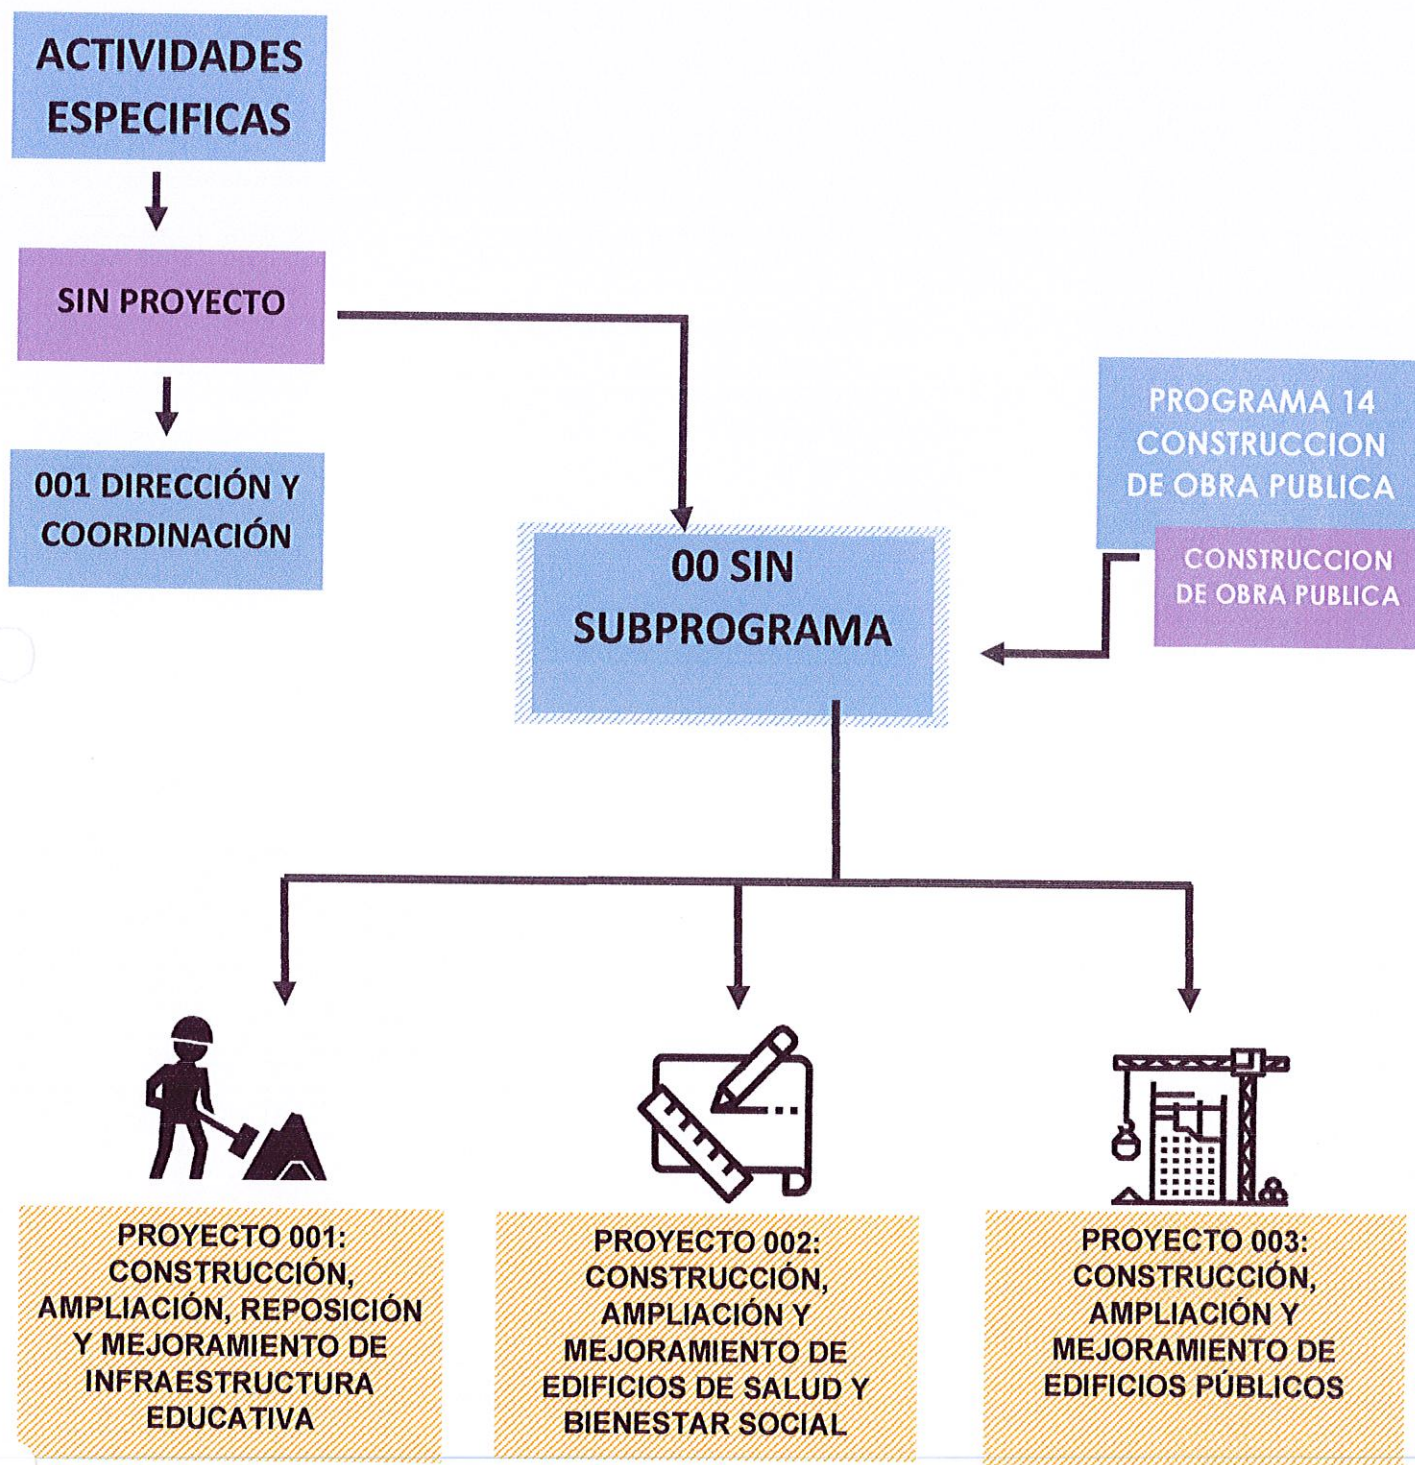 ACTIVIDADES
ESPECIFICAS
SIN PROYECTO
001 DIRECCIÓN Y
COORDINACIÓN
PROGRAMA 14
CONSTRUCCION
DE OBRA PUBLICA
CONSTRUCCION
DE OBRA PUBLICA
00 SIN
SUBPROGRAMA
PROYECTO 001:
CONSTRUCCIÓN,
AMPLIACIÓN, REPOSICIÓN
Y MEJORAMIENTO DE
INFRAESTRUCTURA
EDUCATIVA
PROYECTO 002:
CONSTRUCCIÓN,
AMPLIACIÓN Y
MEJORAMIENTO DE
EDIFICIOS DE SALUD Y
BIENESTAR SOCIAL
PROYECTO 003:
CONSTRUCCIÓN,
AMPLIACIÓN Y
MEJORAMIENTO DE
EDIFICIOS PÚBLICOS